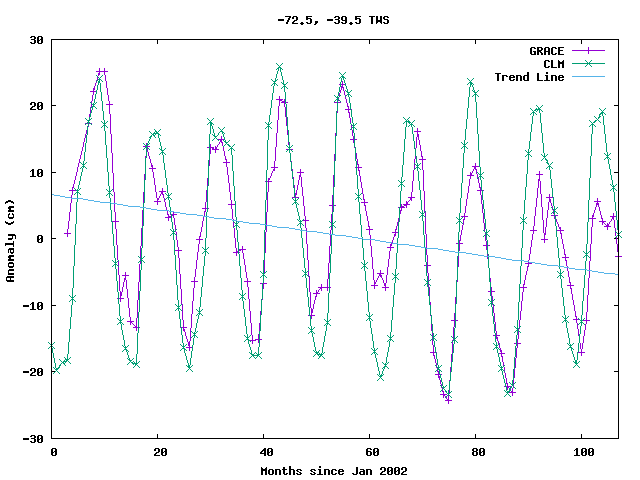 -72.5, -39.5 TWS
GRACE
CLM
Trend Line
30
20
10
0
-10
-20
-30
Anomaly (cm)
0 20 40 60 80 100
Months since Jan 2002